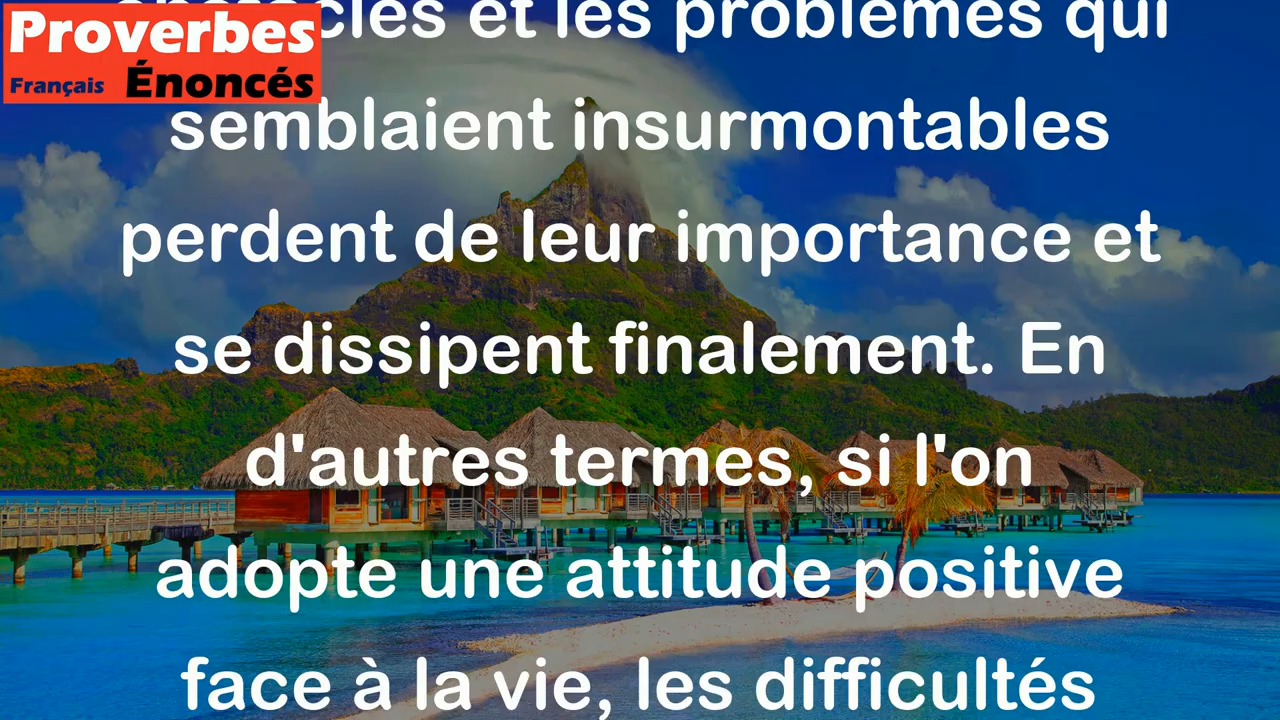 Proverbes
Français Énoncés
obstacles et les problèmes qui
semblaient insurmontables
perdent de leur importance et
se dissipent finalement. En
d'autres termes, si l'on
adopte une attitude positive
face à la vie, les difficultés